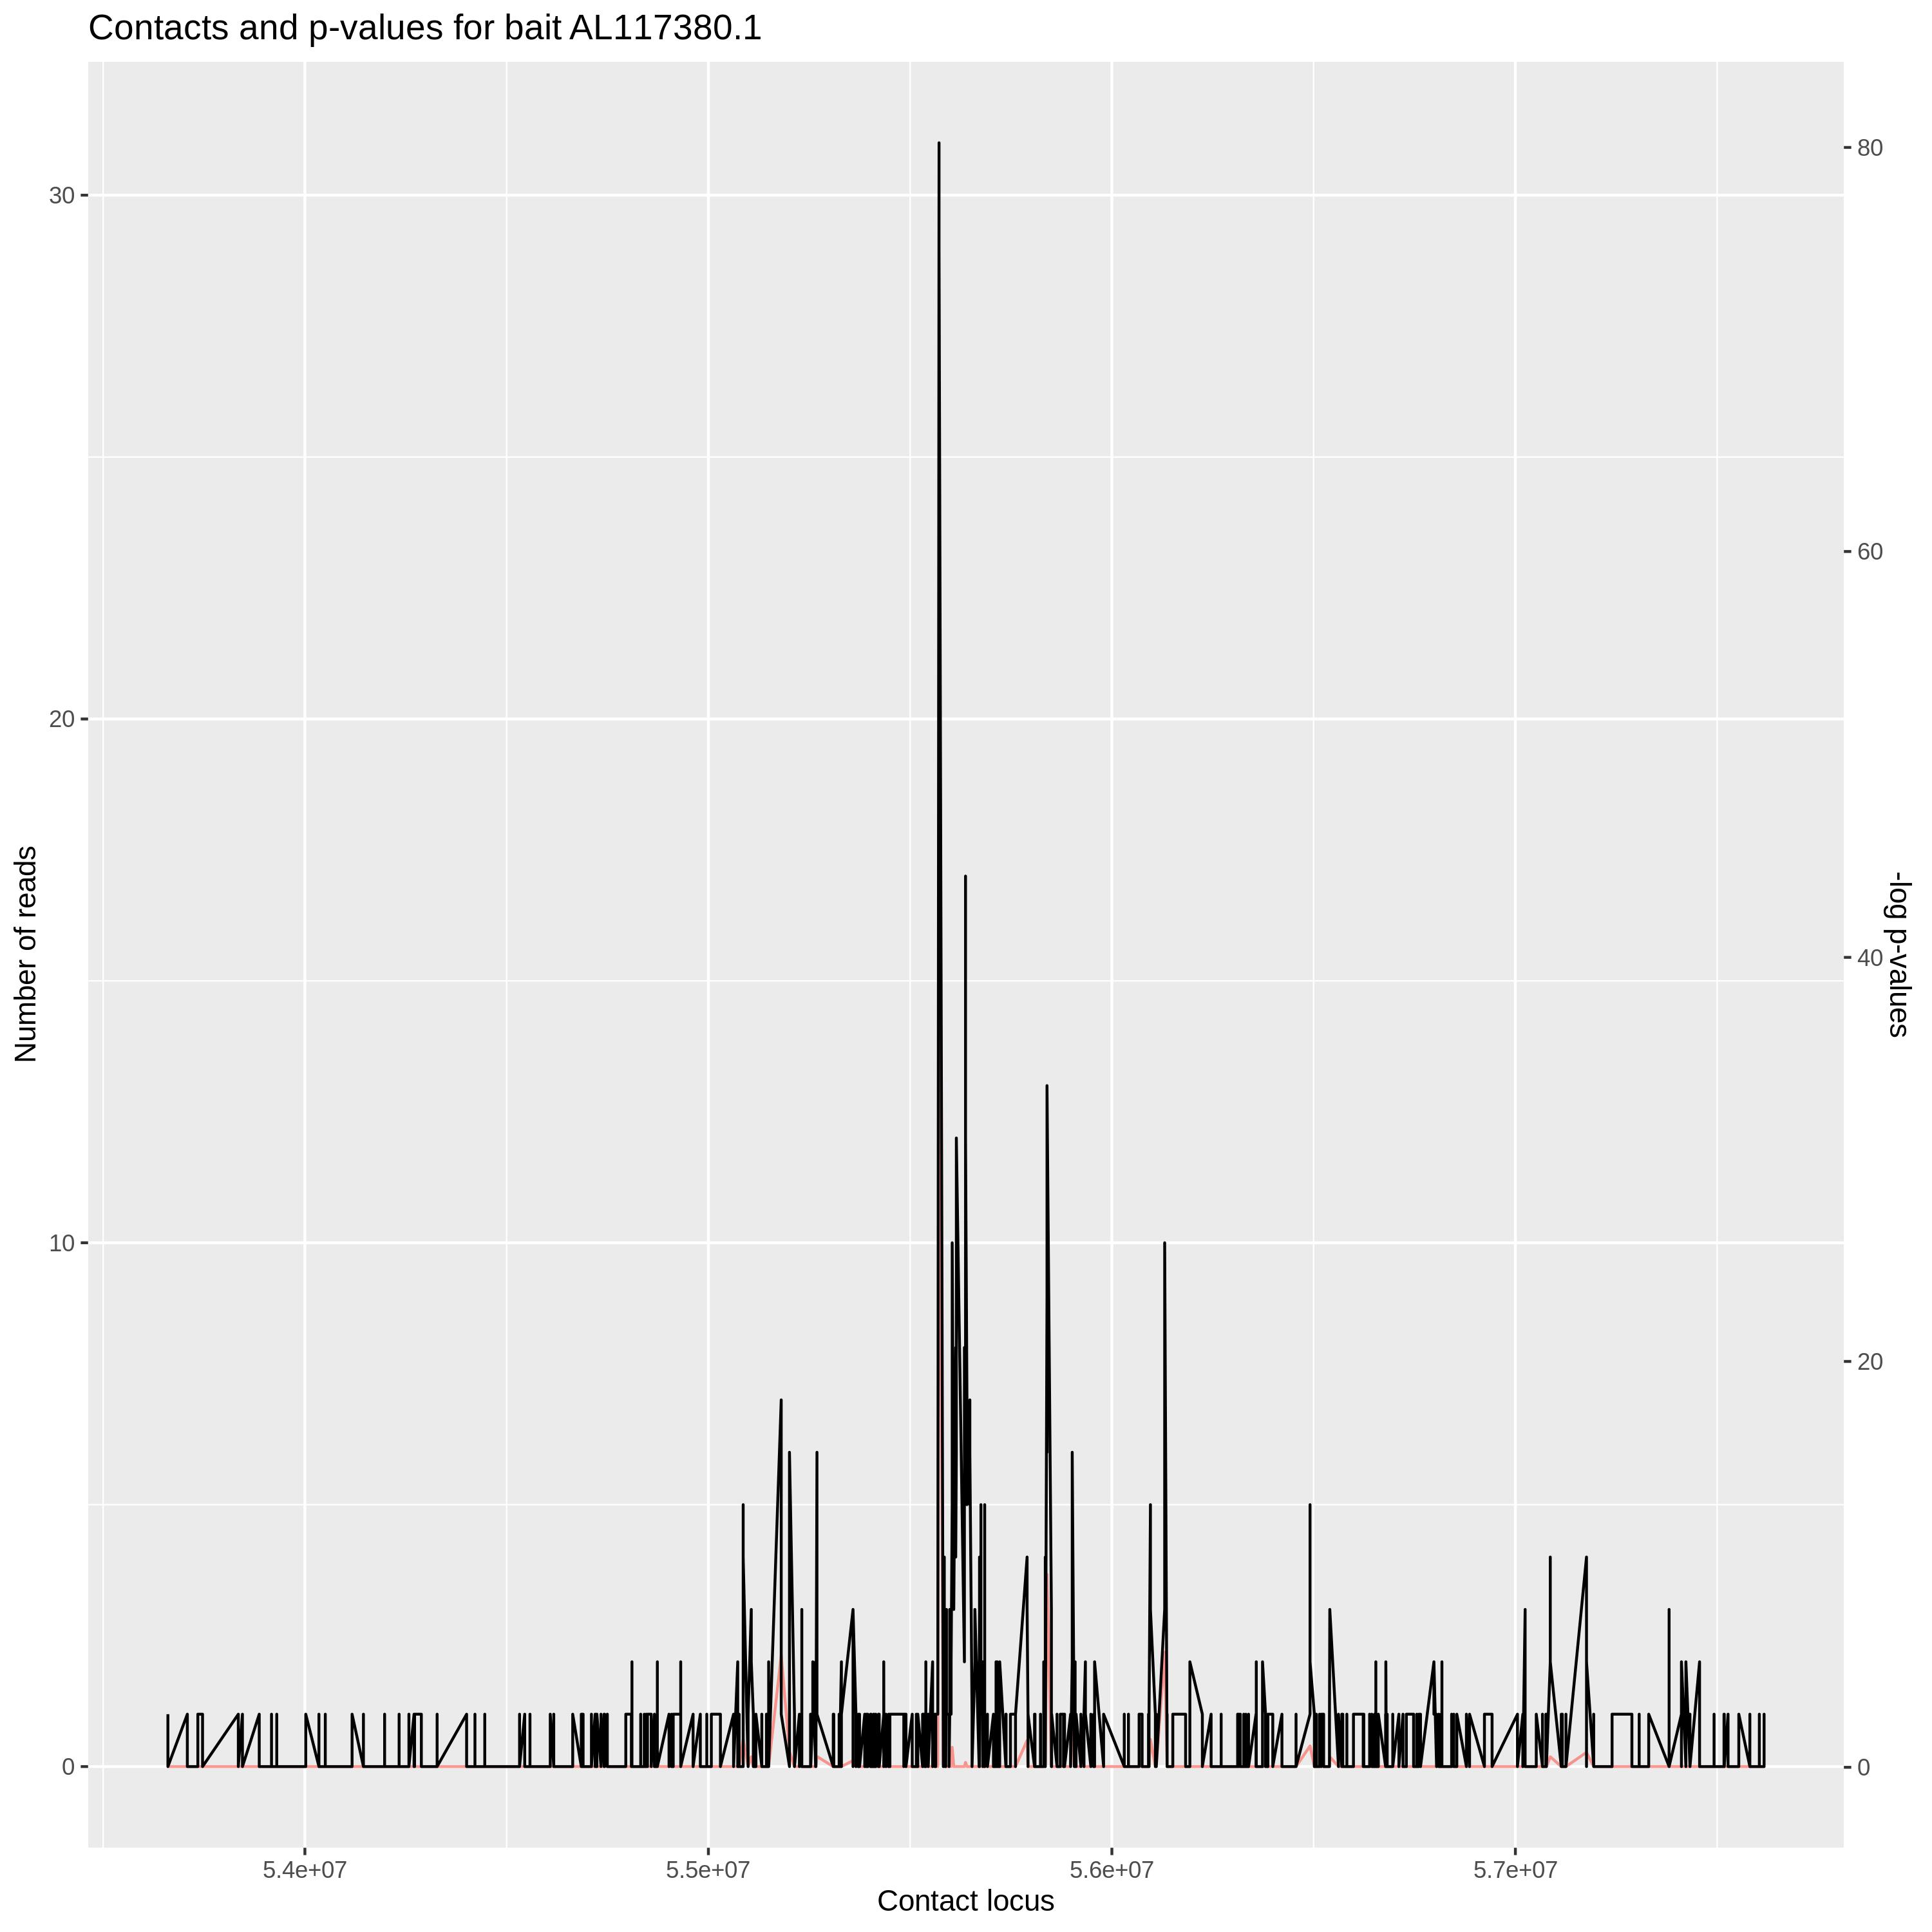 Contacts and p-values for bait AL117380.1
30
20
10
0
Number of reads
80
60
40
20
0
-log p-values
5.4e+07 5.5e+07 5.6e+07 5.7e+07
Contact locus